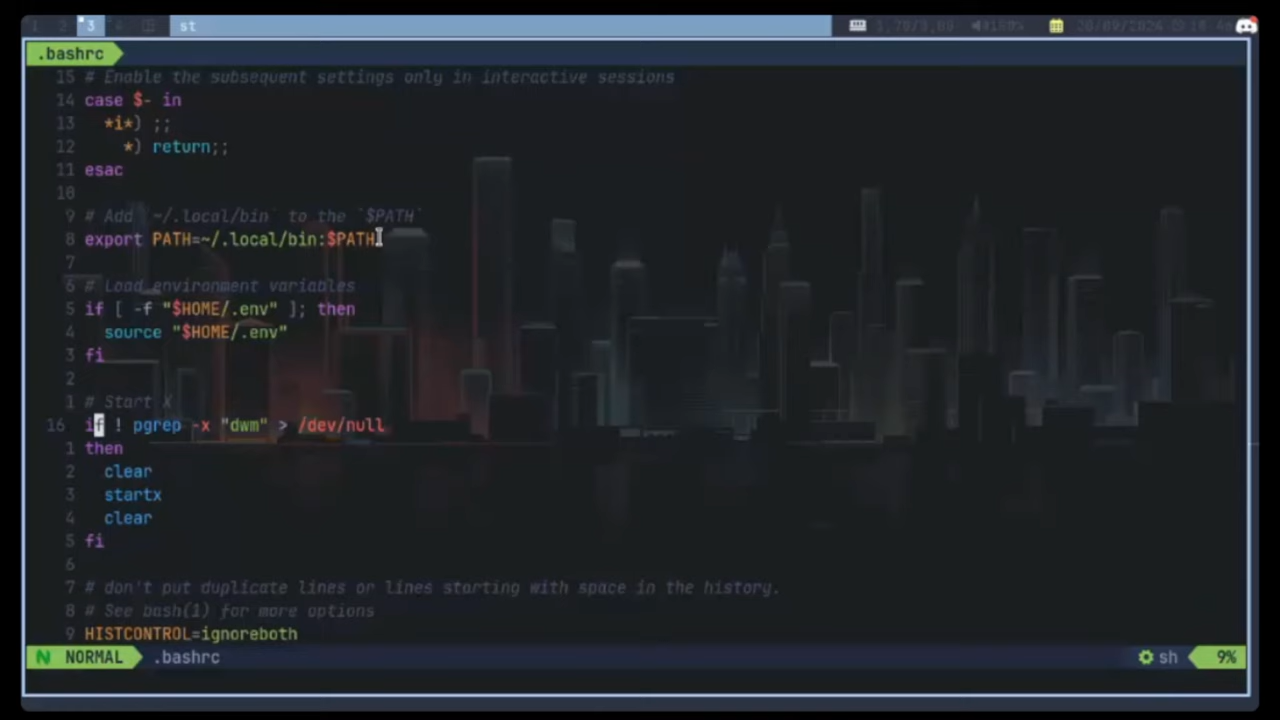 3 st
.bashrc
15 # Enable the subsequent settings only in interactive sessions
14 case $- in
13 *i*) ;;
12 *) return;;
11 esac
10
9 # Add `~/.local/bin` to the `$PATH`
8 export PATH=~/.local/bin:$PATH
7
6 # Load environment variables
5 if [ -f "$HOME/.env" ]; then
4 source "$HOME/.env"
3 fi
2
1 # Start X
16 if ! pgrep -x "dwm" > /dev/null
1 then
2 clear
3 startx
4 clear
5 fi
6
7 # don't put duplicate lines or lines starting with space in the history.
8 # See bash(1) for more options
9 HISTCONTROL=ignoreboth
NORMAL .bashrc sh 9%